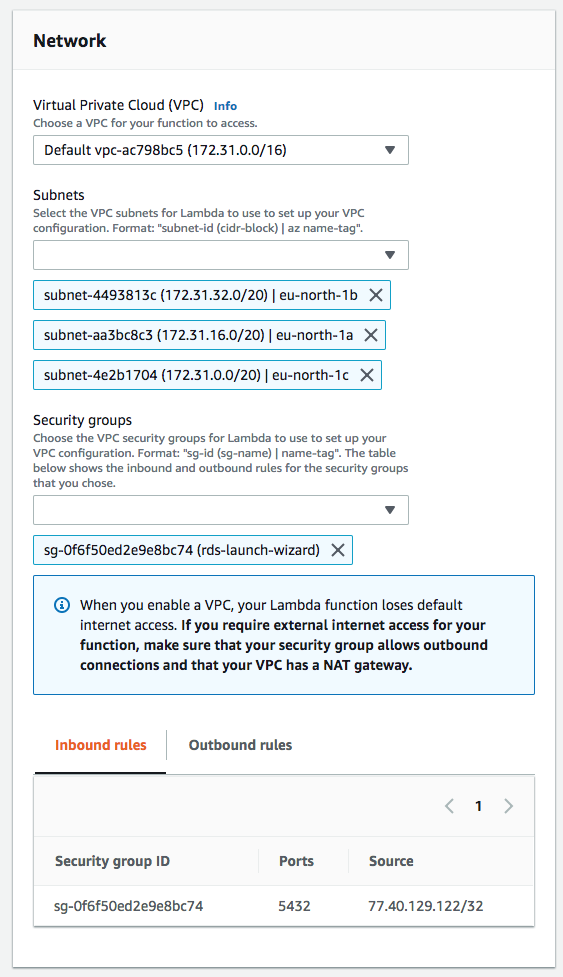 Network
Virtual Private Cloud (VPC) Info
Choose a VPC for your function to access.
Default vpc-ac798bc5 (172.31.0.0/16)
Subnets
Select the VPC subnets for Lambda to use to set up your VPC
configuration. Format: "subnet-id (cidr-block) | az name-tag".
subnet-4493813c (172.31.32.0/20) | eu-north-1b
subnet-aa3bc8c3 (172.31.16.0/20) | eu-north-1a
subnet-4e2b1704 (172.31.0.0/20) | eu-north-1c
Security groups
Choose the VPC security groups for Lambda to use to set up your
VPC configuration. Format: "sg-id (sg-name) | name-tag". The table
below shows the inbound and outbound rules for the security groups
that you chose.
sg-0f6f50ed2e9e8bc74 (rds-launch-wizard)
When you enable a VPC, your Lambda function loses default
internet access. If you require external internet access for your
function, make sure that your security group allows outbound
connections and that your VPC has a NAT gateway.
Inbound rules Outbound rules
1
Security group ID Ports Source
sg-0f6f50ed2e9e8bc74 5432 77.40.129.122/32